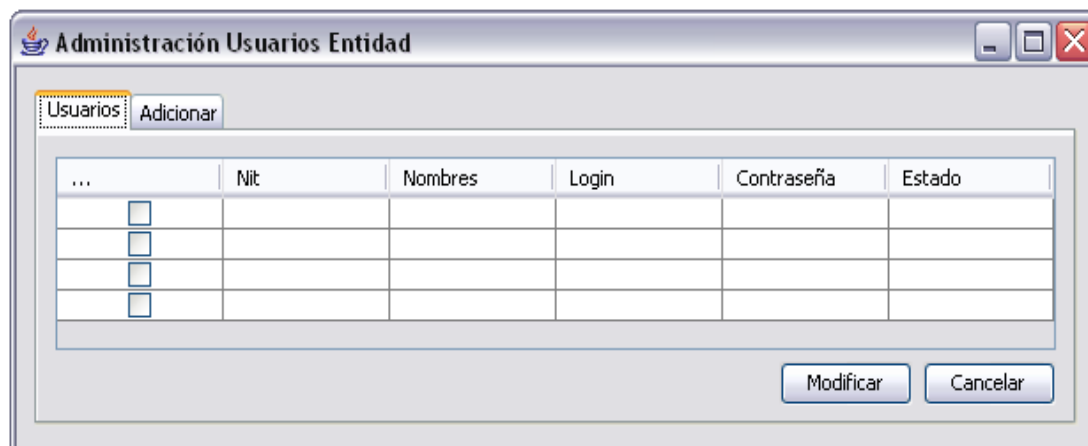 Administración Usuarios Entidad
Usuarios Adicionar
... Nit Nombres Login Contraseña Estado
Modificar Cancelar